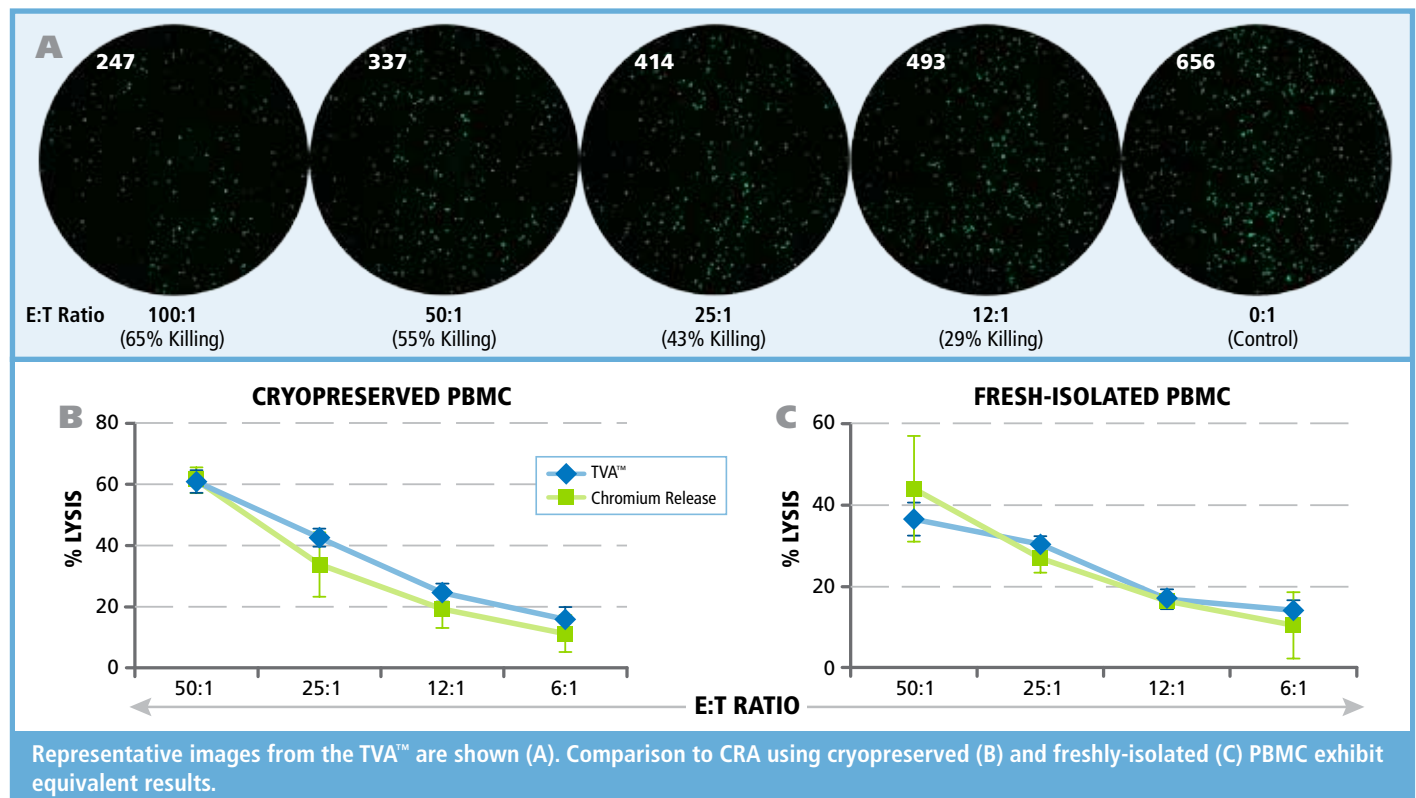 A
247 337 414 493 656
E:T Ratio 100:1 50:1 25:1 12:1 0:1
(65% Killing) (55% Killing) (43% Killing) (29% Killing) (Control)
B
CRYOPRESERVED PBMC
% LYSIS
80
60
40
20
0
50:1 25:1 12:1 6:1
TVA™
Chromium Release
C
FRESH-ISOLATED PBMC
% LYSIS
60
40
20
0
50:1 25:1 12:1 6:1
E:T RATIO
Representative images from the TVA™ are shown (A). Comparison to CRA using cryopreserved (B) and freshly-isolated (C) PBMC exhibit
equivalent results.